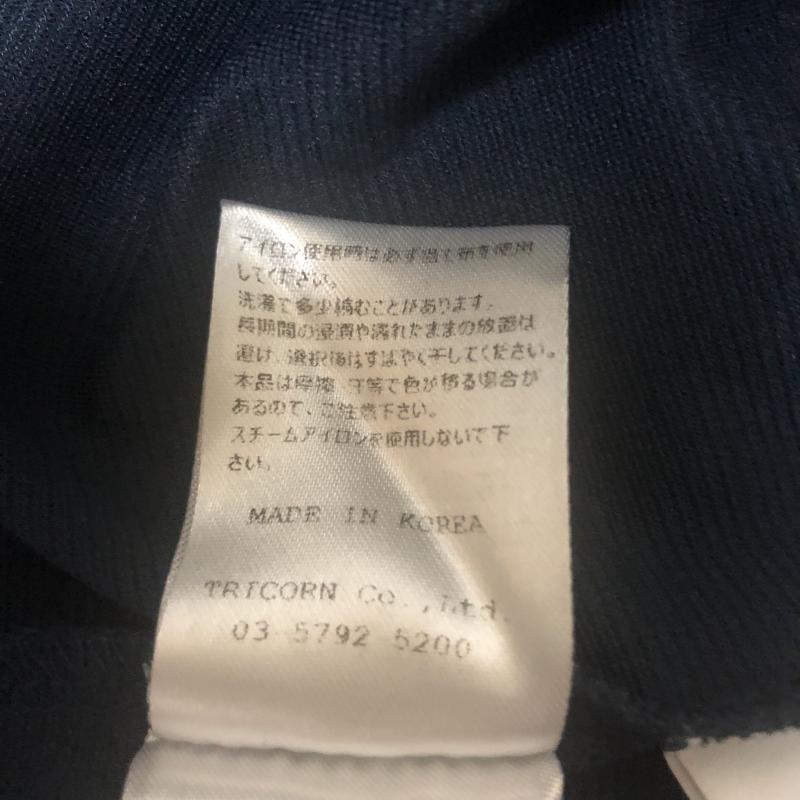 アイロン使用時は必ず当て布を使用
してください。
洗濯で多少縮むことがあります。
長期間の浸漬や濡れたままの放置は
避け、選択後はすばやく干してください。
本品は摩擦、汗等で色が移る場合が
あるので、ご注意下さい。
スチームアイロンを使用しないで下
さい。
MADE IN KOREA
TRICORN Co.,Ltd.
03 5792 5200